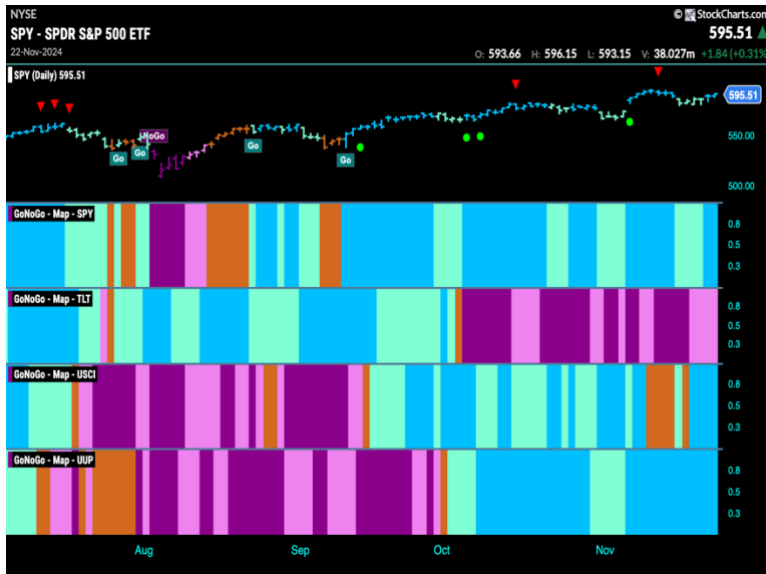 NYSE
© StockCharts.com
SPY - SPDR S&P 500 ETF
595.51
22-Nov-2024
O: 593.66 H: 596.15 L: 593.15 V: 38.027m +1.84 (+0.31%
SPY (Daily) 595.51
595.51
NoGo
Go
Go
Go
Go
550.00
500.00
GoNoGo - Map - SPY
0.8
0.5
0.3
GoNoGo - Map - TLT
0.8
0.5
0.3
GoNoGo - Map - USCI
0.8
0.5
0.3
GoNoGo - Map - UUP
0.8
0.5
0.3
Aug Sep Oct Nov